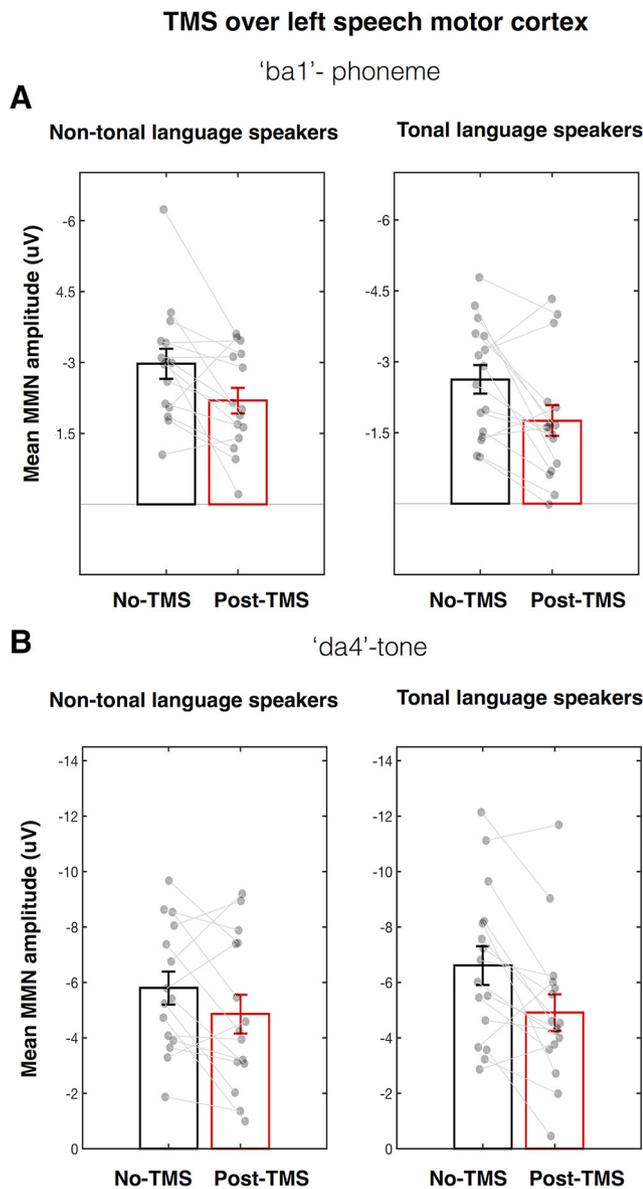 TMS over left speech motor cortex
‘ba1’- phoneme
A
Non-tonal language speakers
Tonal language speakers
Mean MMN amplitude (uV)
-6
4.5
-3
1.5
-6
-4.5
-3
-1.5
No-TMS Post-TMS
No-TMS Post-TMS
B
‘da4’-tone
Non-tonal language speakers
Tonal language speakers
Mean MMN amplitude (uV)
-14
-12
-10
-8
-6
-4
-2
0
-14
-12
-10
-8
-6
-4
-2
0
No-TMS Post-TMS
No-TMS Post-TMS